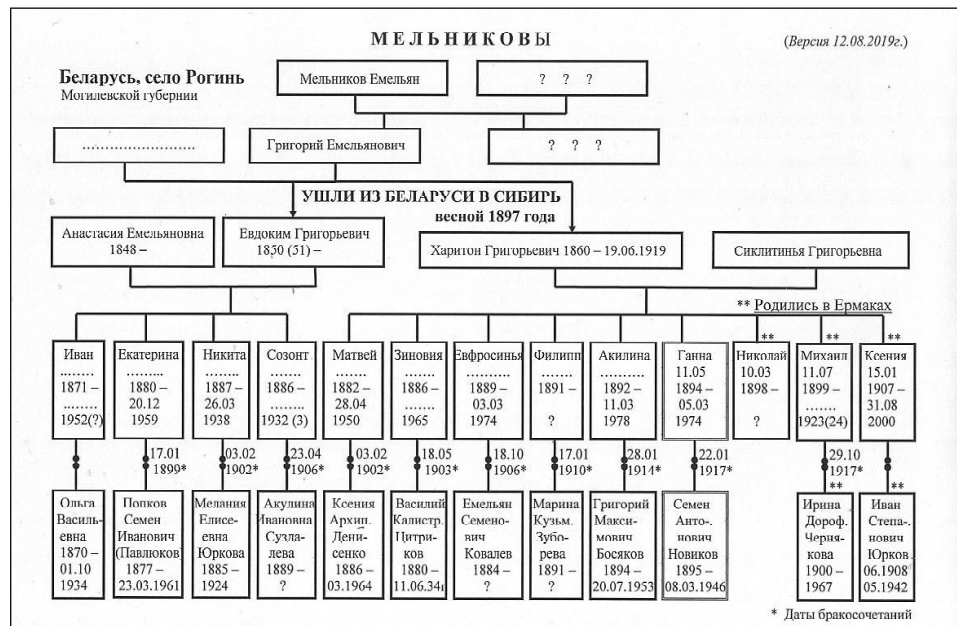 МЕЛЬНИКОВЫ
(Версия 12.08.2019г.)
Беларусь, село Рогинь
Могилевской губернии
Мельников Емельян
? ? ?
........................
Григорий Емельянович
? ? ?
УШЛИ ИЗ БЕЛАРУСИ В СИБИРЬ
весной 1897 года
Анастасия Емельяновна
1848 –
Евдоким Григорьевич
1850 (51) –
Харитон Григорьевич 1860 – 19.06.1919
Сиклитинья Григорьевна
** Родились в Ермаках
Иван
........
1871 –
........
1952(?)
Екатерина
.........
1880 –
20.12
1959
Никита
........
1887 –
26.03
1938
Созонт
........
1886 –
........
1932 (3)
Матвей
........
1882 –
28.04
1950
Зиновия
........
1886 –
.......
1965
Евфросинья
.........
1889 –
03.03
1974
Филипп
........
1891 –
?
Акилина
.........
1892 –
11.03
1978
Ганна
11.05
1894 –
05.03
1974
**
Николай
10.03
1898 –
?
**
Михаил
11.07
1899 –
.......
1923(24)
**
Ксения
15.01
1907 –
31.08
2000
17.01
1899*
03.02
1902*
23.04
1906*
03.02
1902*
18.05
1903*
18.10
1906*
17.01
1910*
28.01
1914*
22.01
1917*
29.10
1917*
**
**
Ольга
Василь-
евна
1870 –
01.10
1934
Попков
Семен
Иванович
(Павлюков)
1877 –
23.03.1961
Мелания
Елисе-
евна
Юркова
1885 –
1924
Акулина
Ивановна
Сузда-
лева
1889 –
?
Ксения
Архип.
Дени-
сенко
1886 –
03.1964
Василий
Калистр.
Цитри-
ков
1880 –
11.06.34г
Емельян
Семено-
вич
Ковалев
1884 –
?
Марина
Кузьм.
Зубо-
рева
1891 –
?
Григорий
Макси-
мович
Босяков
1894 –
20.07.1953
Семен
Анто-
нович
Новиков
1895 –
08.03.1946
Ирина
Дороф.
Черня-
кова
1900 –
1967
Иван
Степа-
нович
Юрков.
06.1908
05.1942
* Даты бракосочетаний